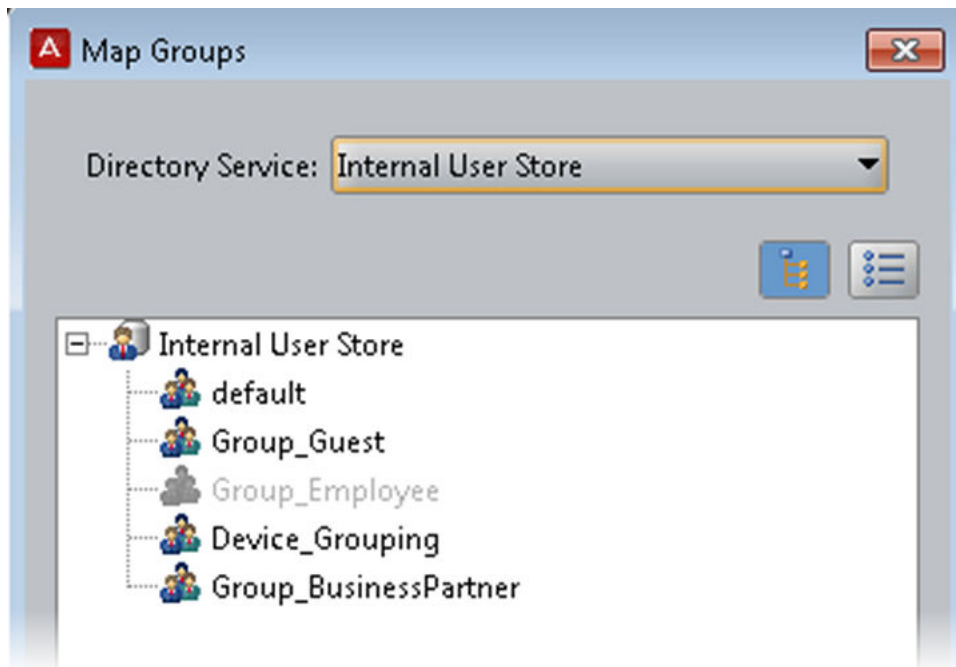 Map Groups
Directory Service: Internal User Store
Internal User Store
default
Group_Guest
Group_Employee
Device_Grouping
Group_BusinessPartner